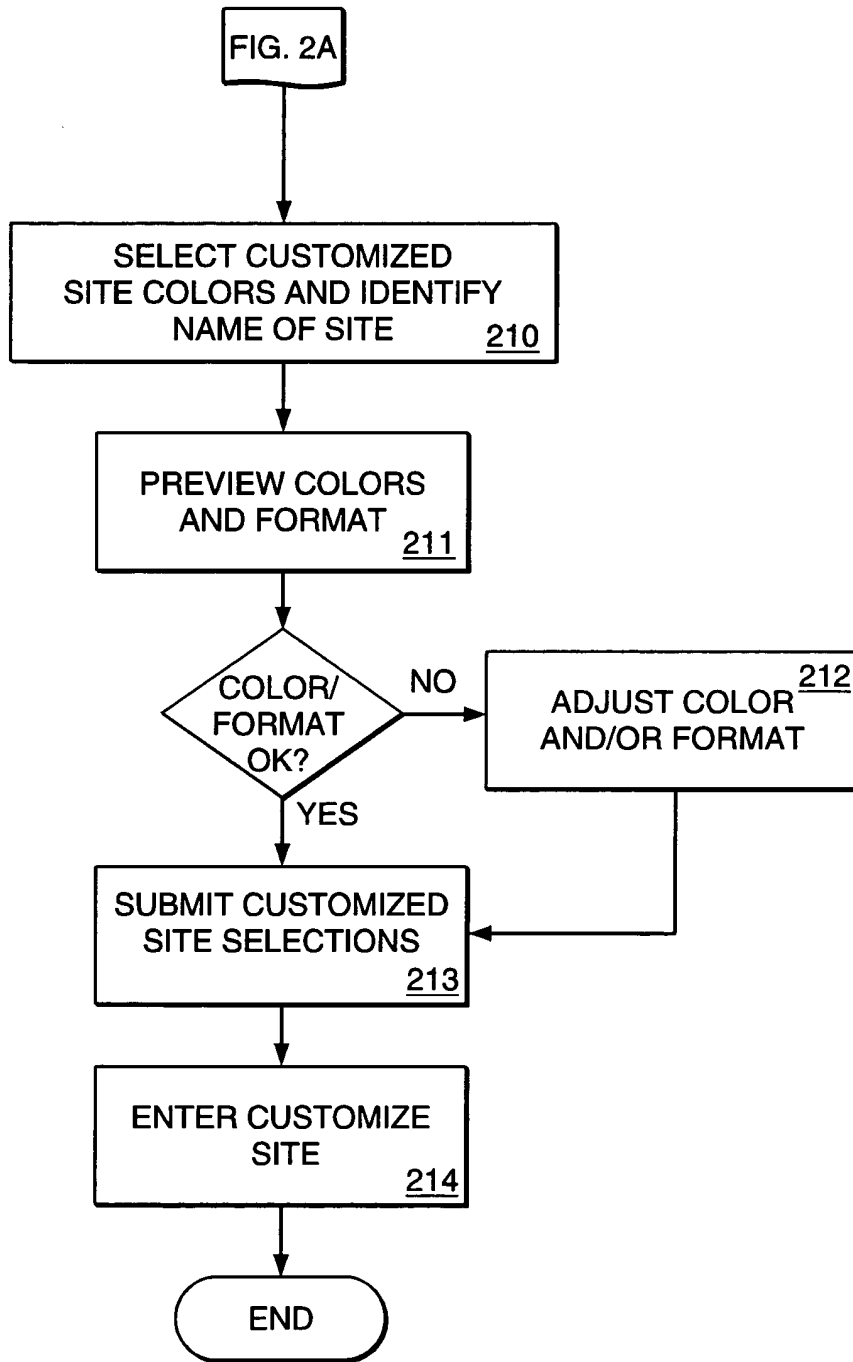 FIG. 2A
SELECT CUSTOMIZED
SITE COLORS AND IDENTIFY
NAME OF SITE
210
PREVIEW COLORS
AND FORMAT
211
COLOR/
FORMAT
OK?
NO
YES
212
ADJUST COLOR
AND/OR FORMAT
SUBMIT CUSTOMIZED
SITE SELECTIONS
213
ENTER CUSTOMIZE
SITE
214
END